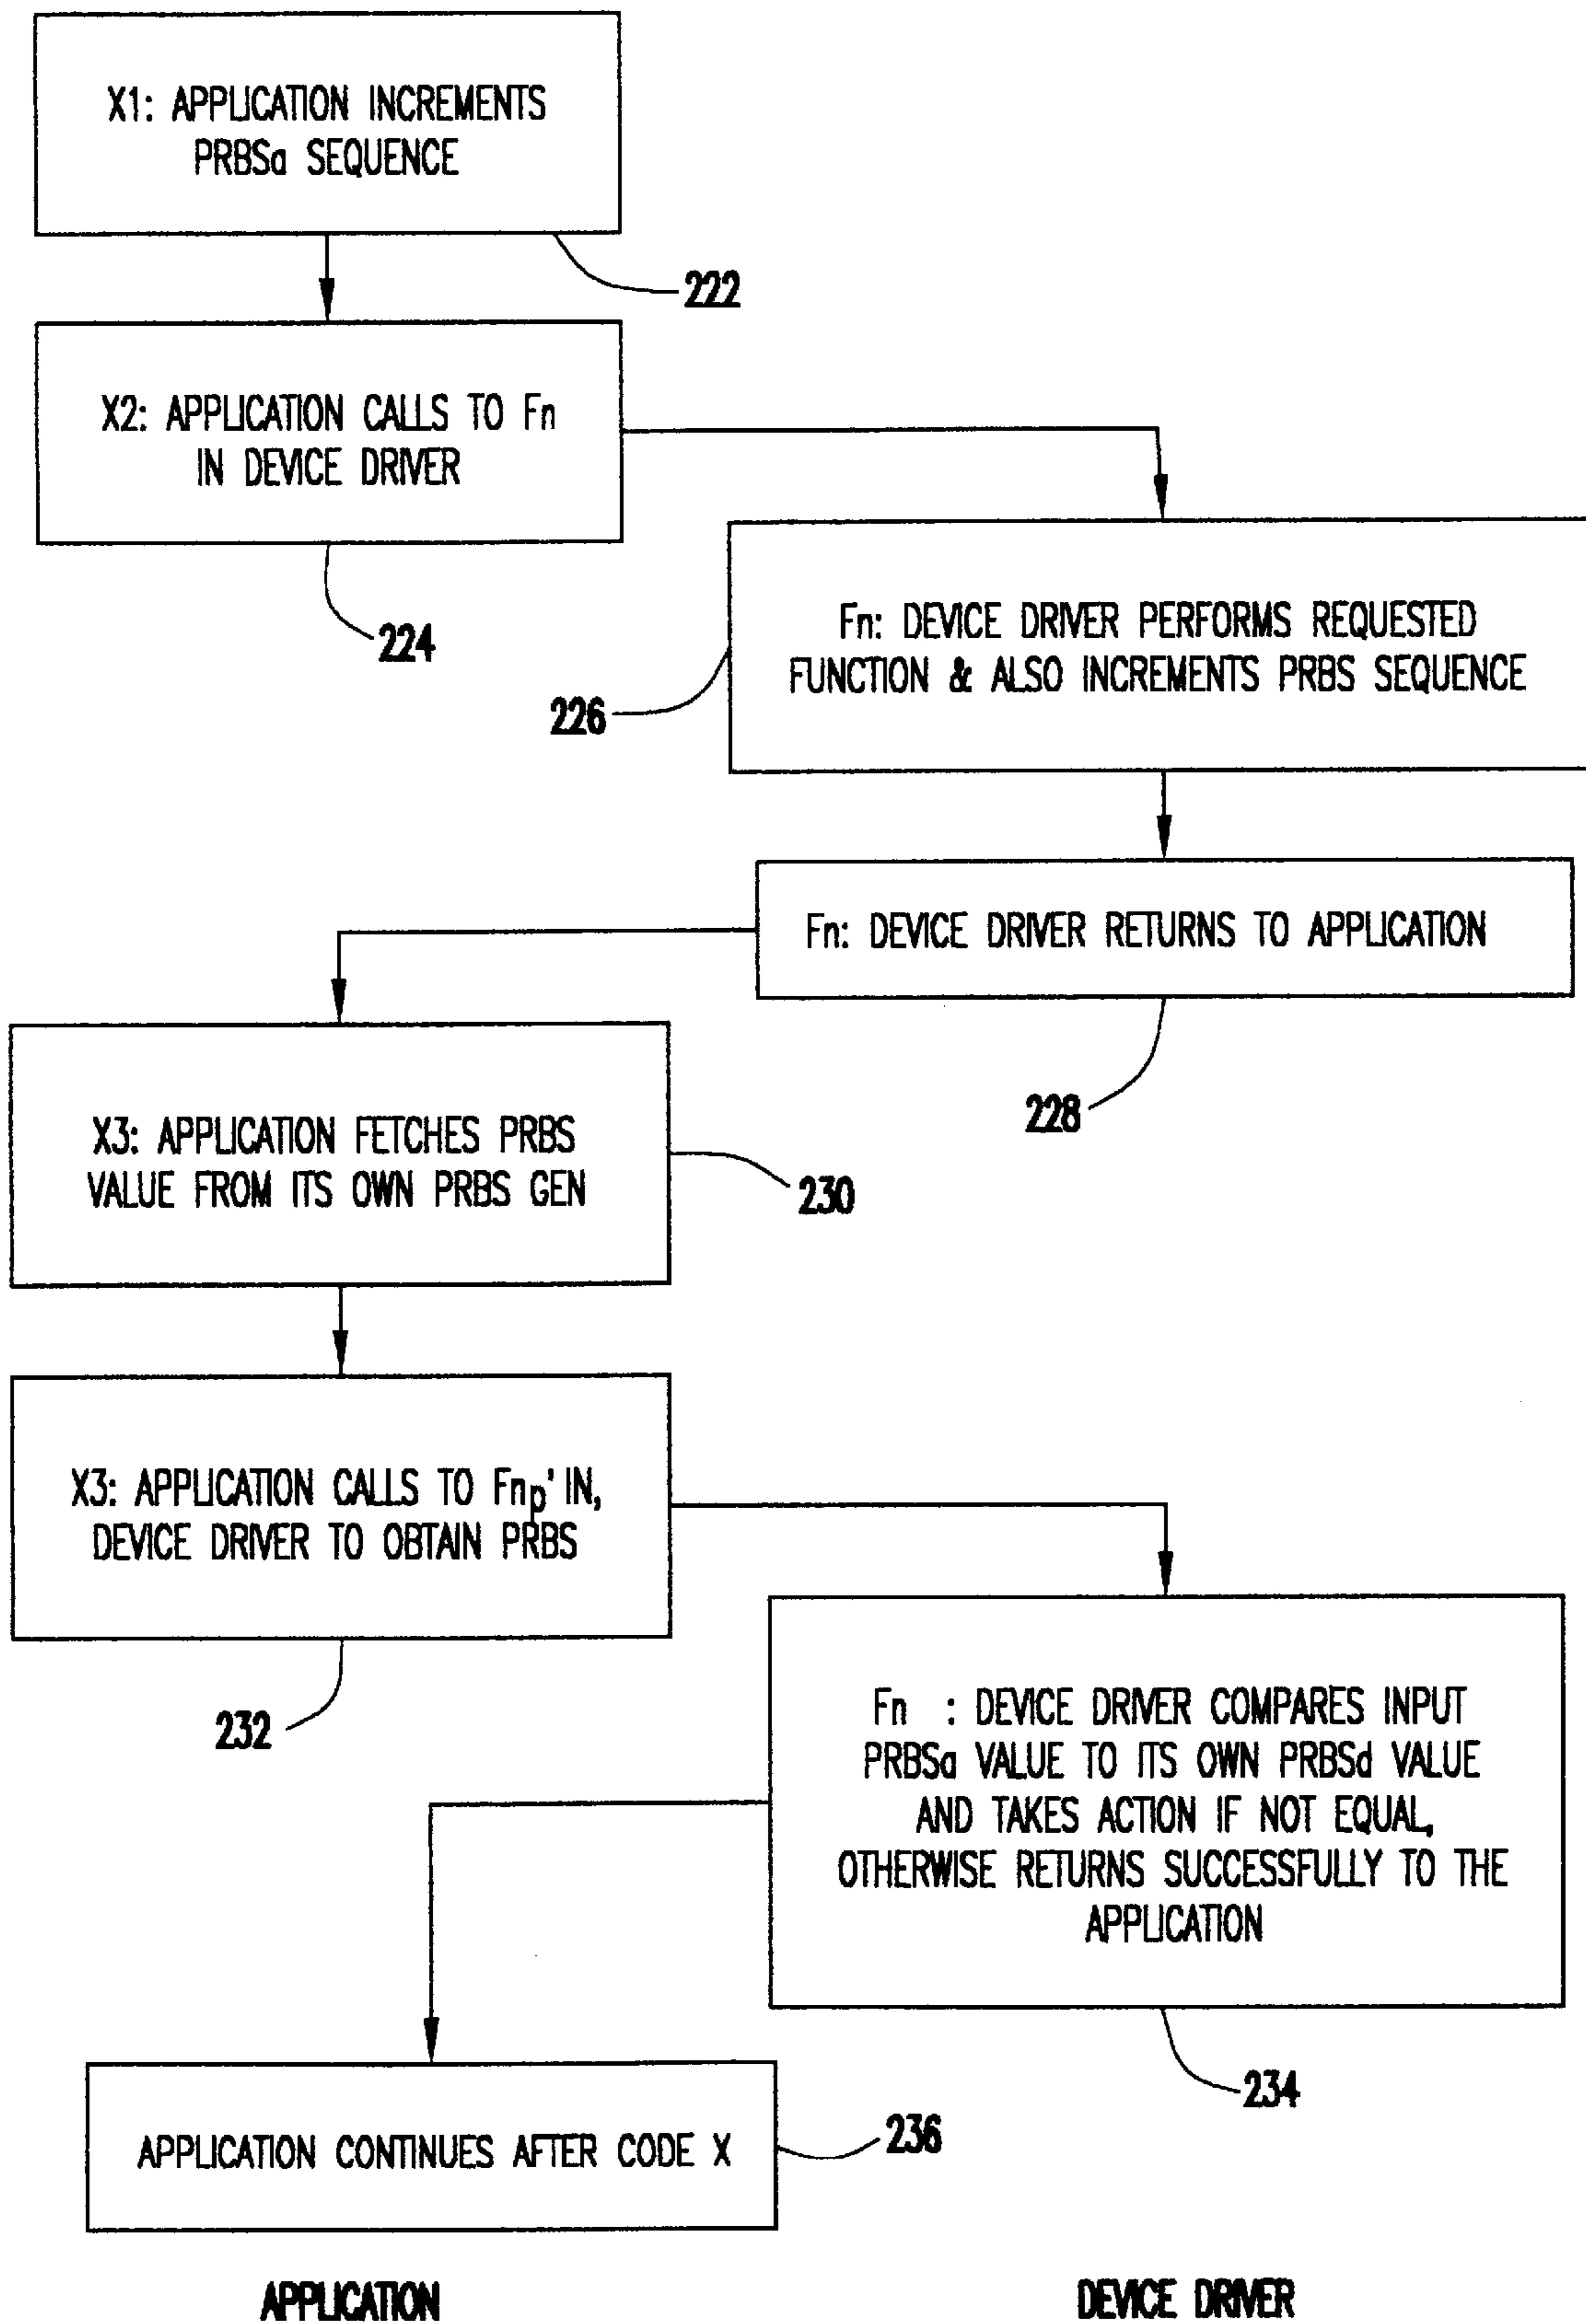 X1: APPLICATION INCREMENTS
PRBSa SEQUENCE
222
X2: APPLICATION CALLS TO Fn
IN DEVICE DRIVER
224
Fn: DEVICE DRIVER PERFORMS REQUESTED
FUNCTION & ALSO INCREMENTS PRBS SEQUENCE
226
Fn: DEVICE DRIVER RETURNS TO APPLICATION
228
X3: APPLICATION FETCHES PRBS
VALUE FROM ITS OWN PRBS GEN
230
X3: APPLICATION CALLS TO Fnp' IN,
DEVICE DRIVER TO OBTAIN PRBS
232
Fn : DEVICE DRIVER COMPARES INPUT
PRBSa VALUE TO ITS OWN PRBSd VALUE
AND TAKES ACTION IF NOT EQUAL,
OTHERWISE RETURNS SUCCESSFULLY TO THE
APPLICATION
234
APPLICATION CONTINUES AFTER CODE X
236
APPLICATION
DEVICE DRIVER